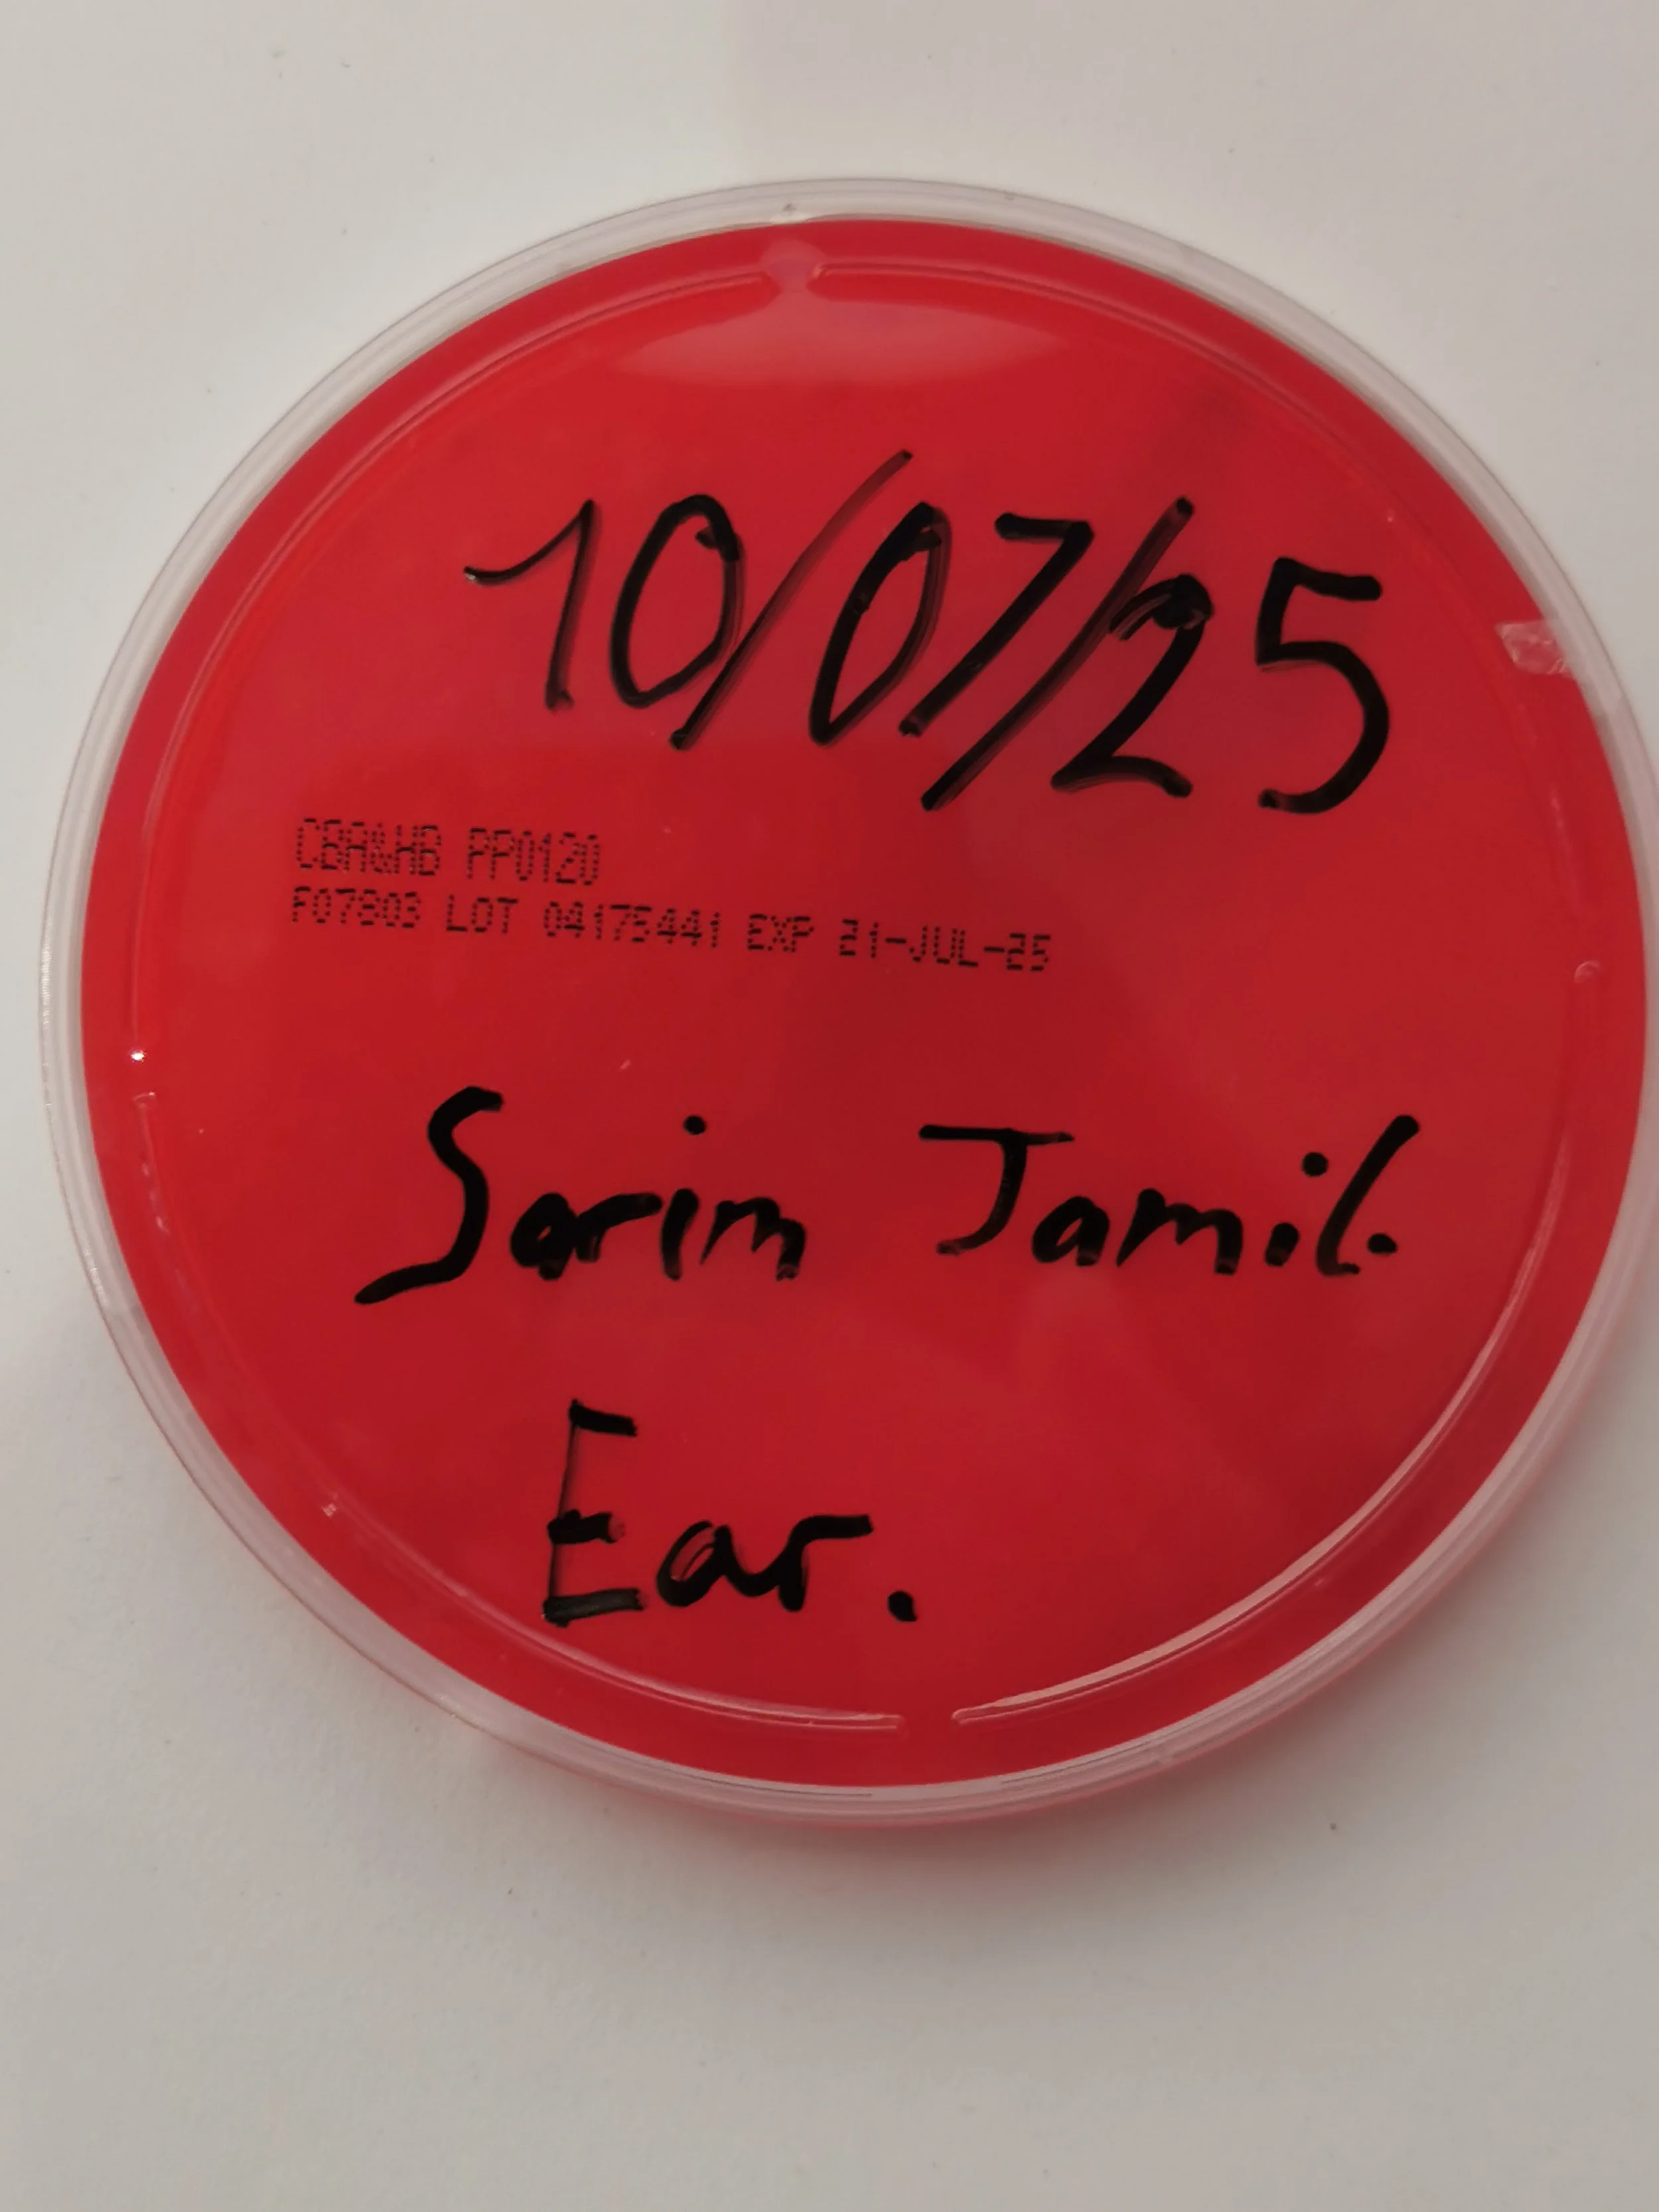 10/07/25
CBA&HB PP0120
F07803 LOT 04175441 EXP 21-JUL-25
Sarim Jamil.
Ear.